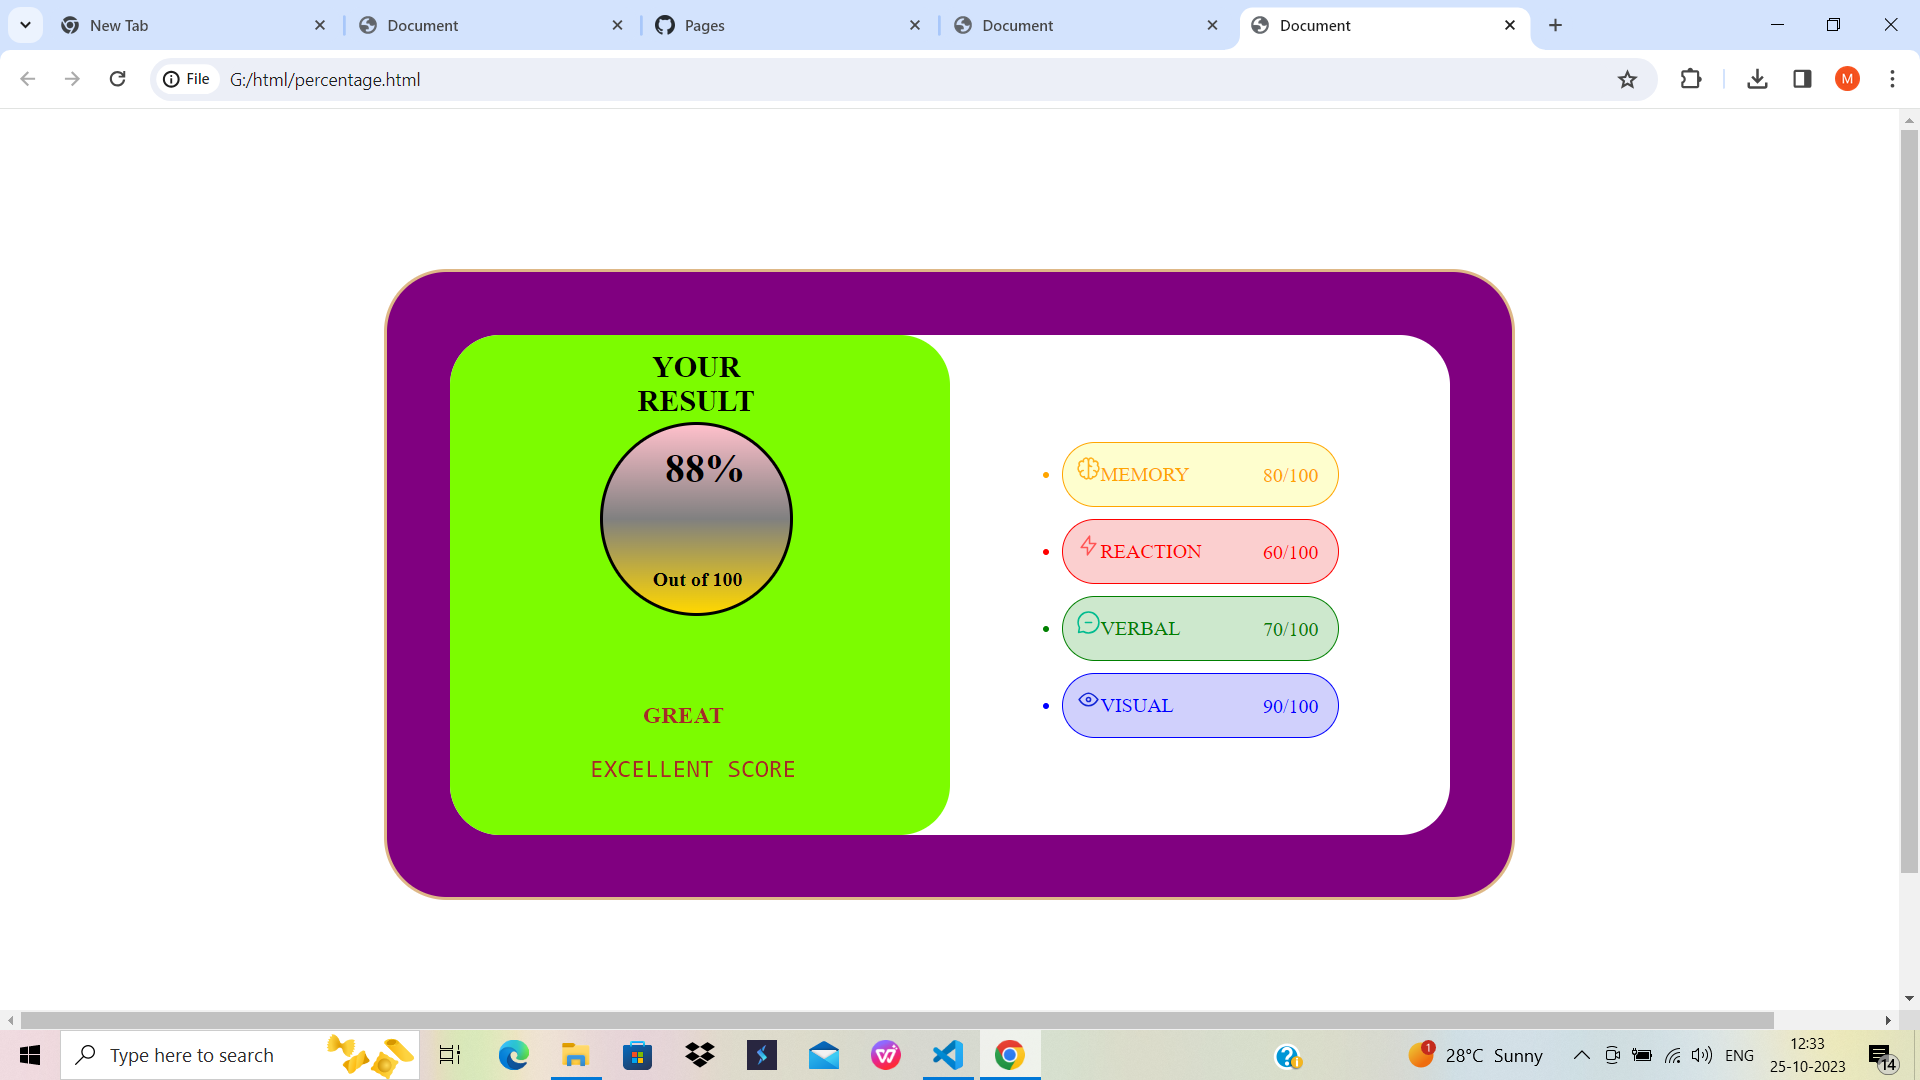 New Tab
Document
Pages
Document
Document
File
G:/html/percentage.html
M
YOUR
RESULT
88%
Out of 100
GREAT
EXCELLENT SCORE
MEMORY 80/100
REACTION 60/100
VERBAL 70/100
VISUAL 90/100
Type here to search
1
28°C Sunny
ENG
12:33
25-10-2023
14